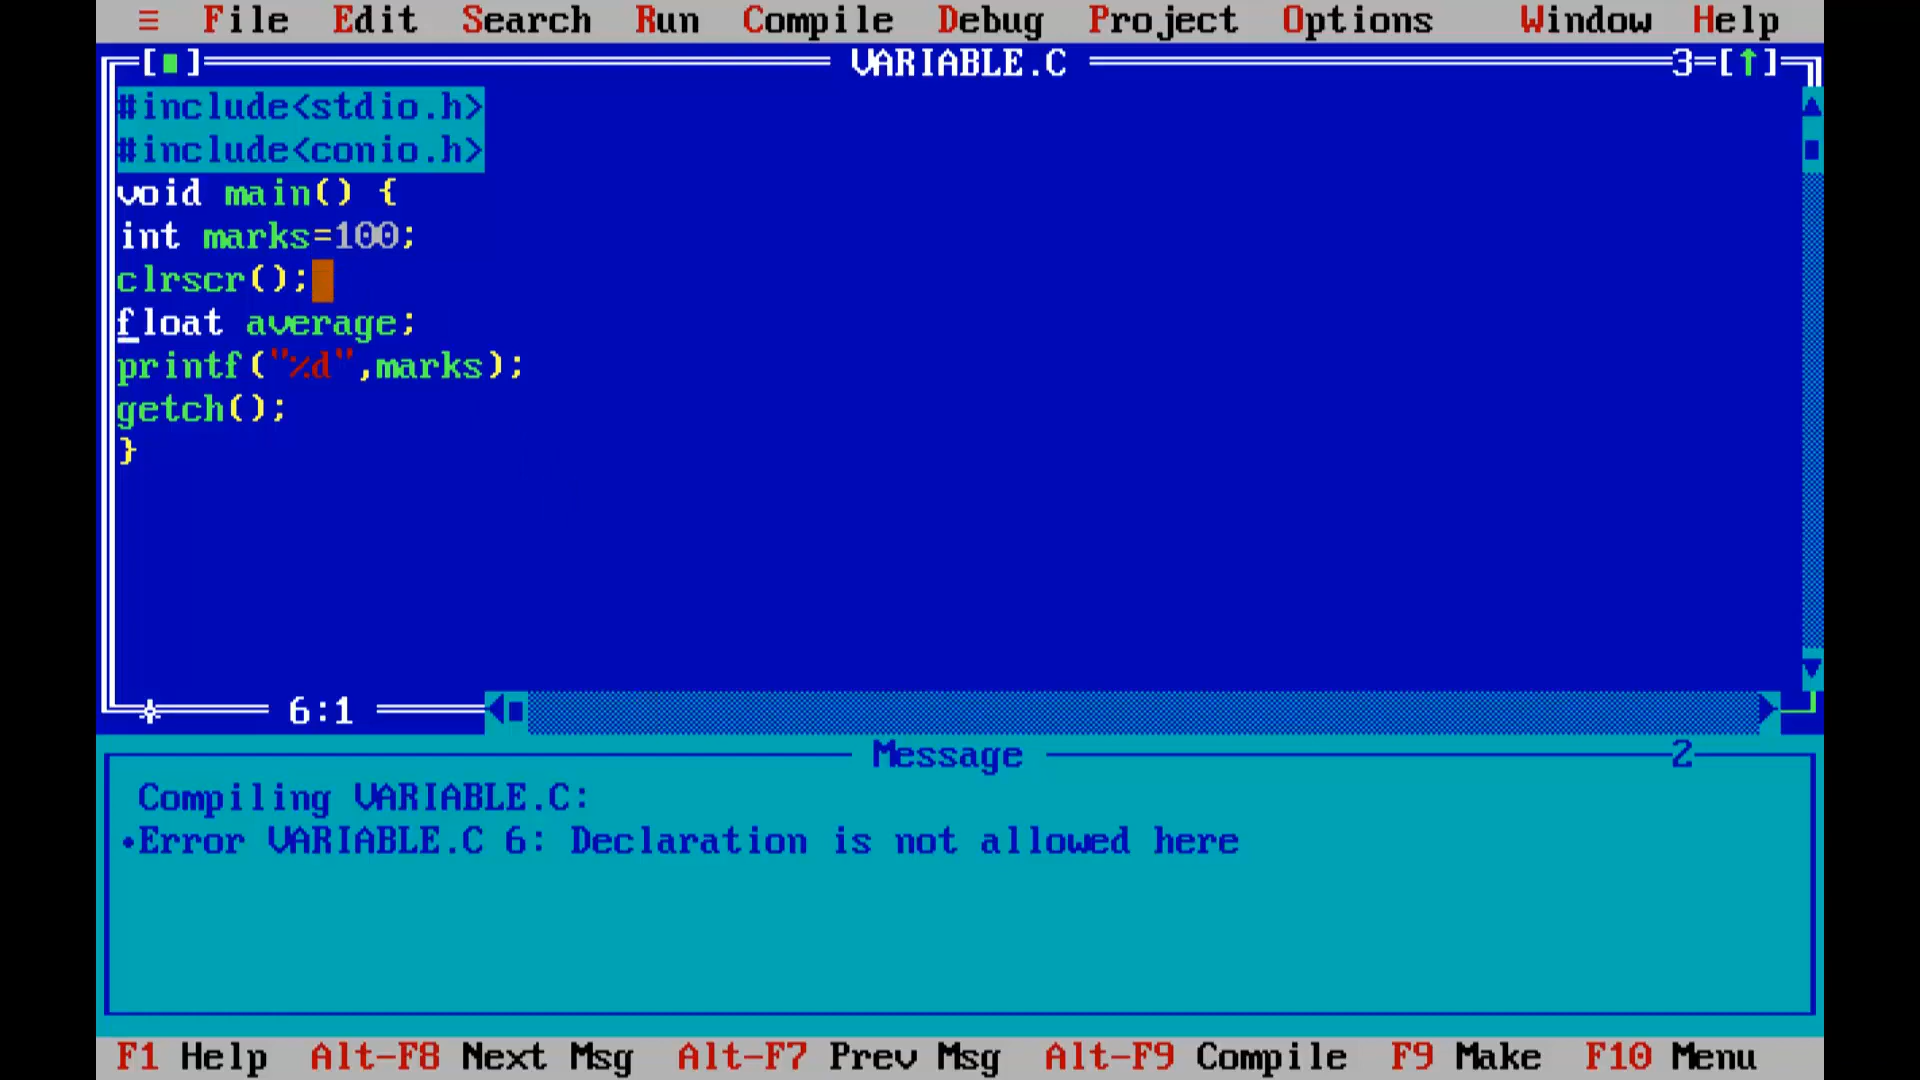 ≡ File Edit Search Run Compile Debug Project Options Window Help
[■] VARIABLE.C 3=[↑]
#include<stdio.h>
#include<conio.h>
void main() {
int marks=100;
clrscr();
float average;
printf("%d",marks);
getch();
}
6:1
Message 2
Compiling VARIABLE.C:
•Error VARIABLE.C 6: Declaration is not allowed here
F1 Help Alt-F8 Next Msg Alt-F7 Prev Msg Alt-F9 Compile F9 Make F10 Menu